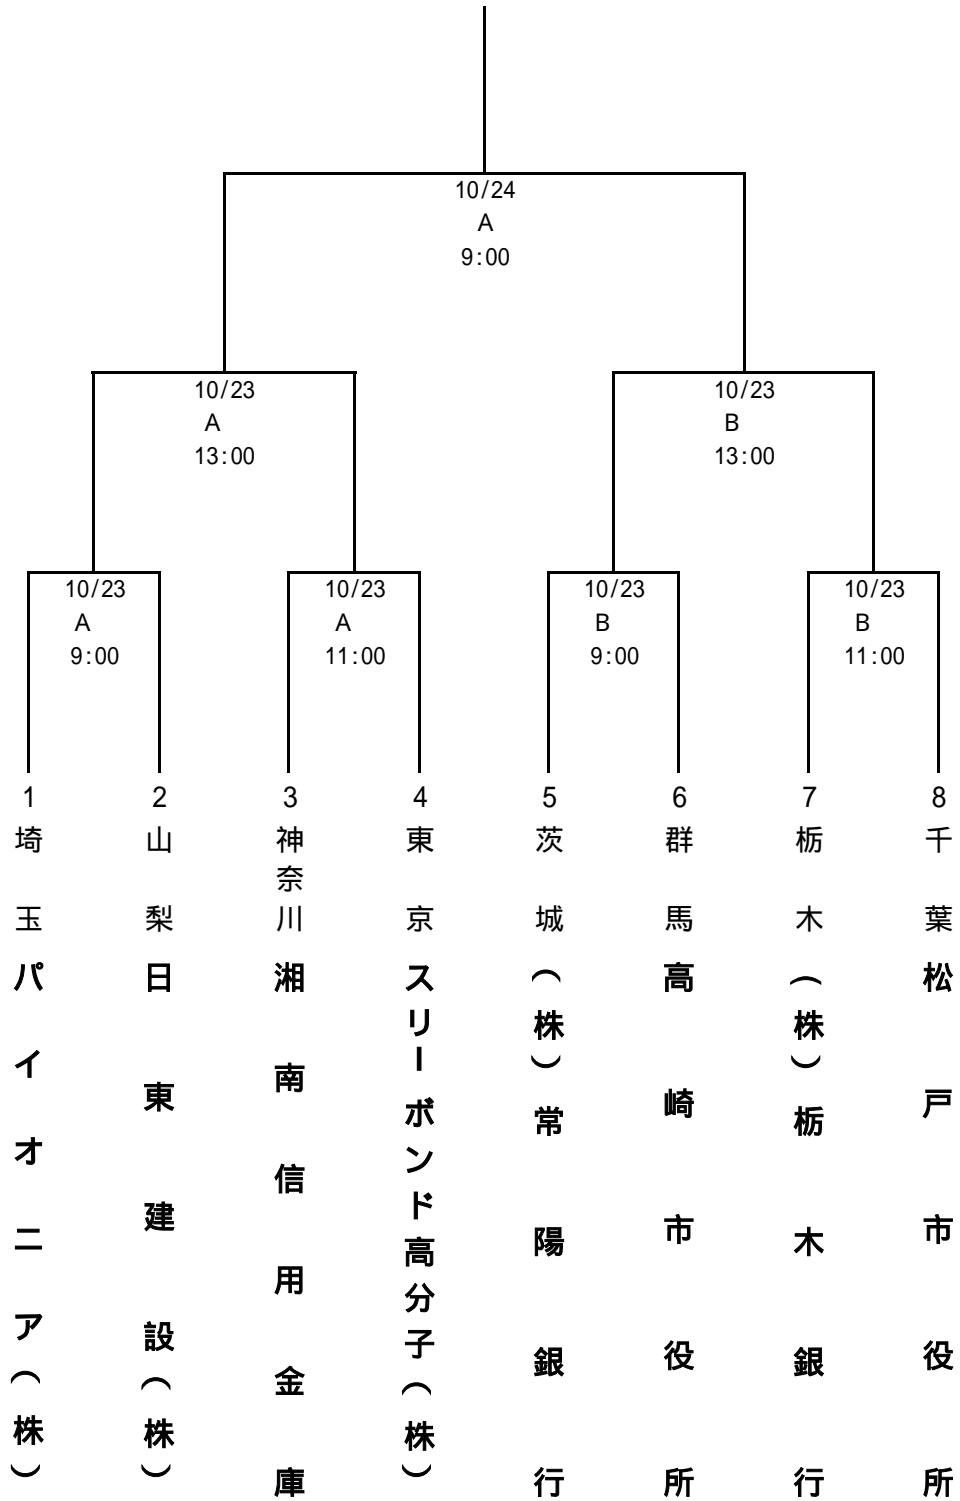 10/24
A
9:00
10/23
A
13:00
10/23
B
13:00
10/23
A
9:00
10/23
A
11:00
10/23
B
9:00
10/23
B
11:00
1
埼玉
パイオニア(株)
2
山梨
日東建設(株)
3
神奈川
湘南信用金庫
4
東京
スリーボンド高分子(株)
5
茨城
(株)常陽銀行
6
群馬
高崎市役所
7
栃木
(株)栃木銀行
8
千葉
松戸市役所